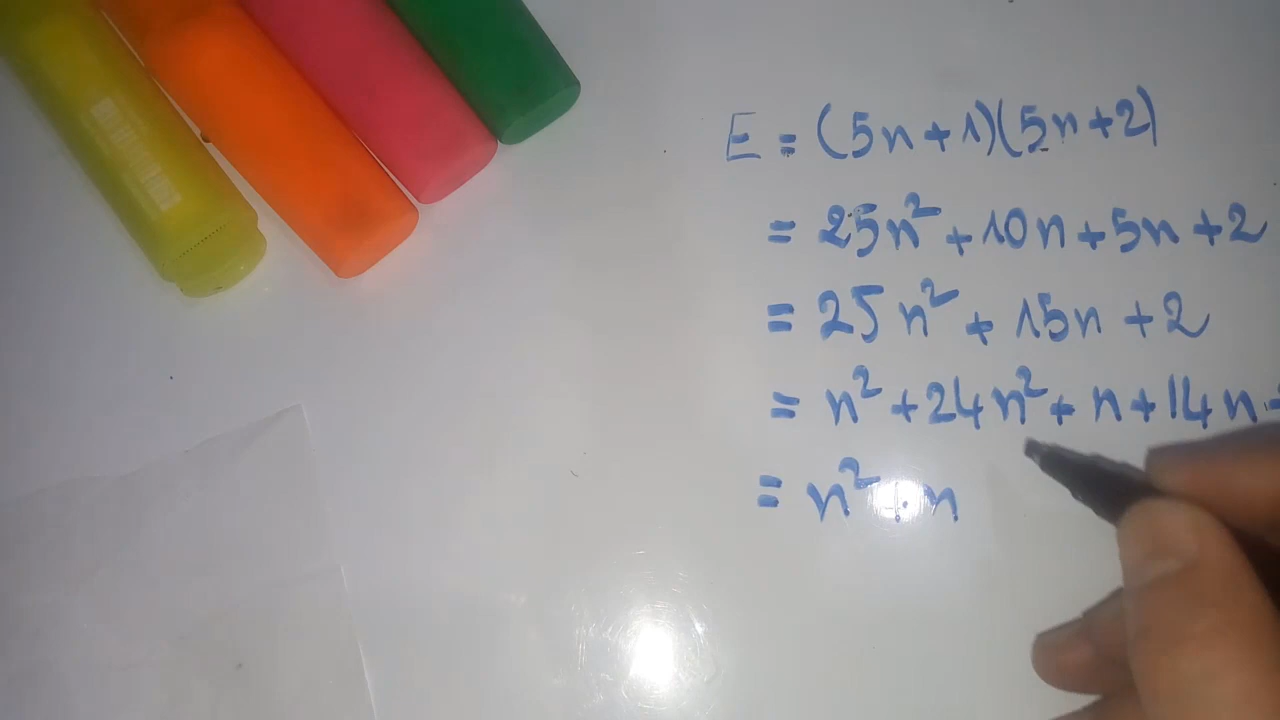 E = (5n+1)(5n+2)
= 25n² + 10n + 5n + 2
= 25n² + 15n + 2
= n² + 24n² + n + 14n
= n² + n